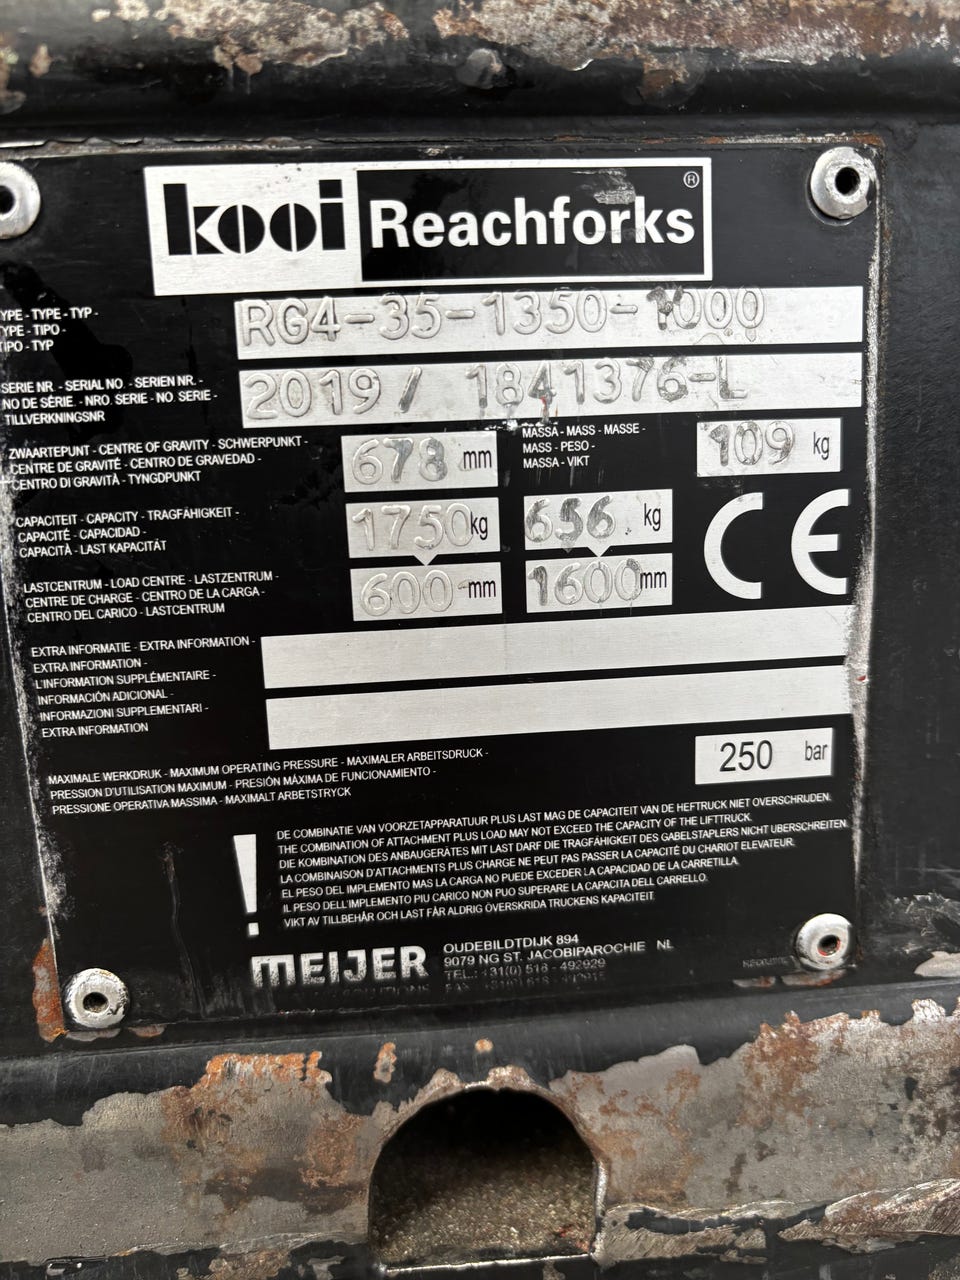 kooi Reachforks ®
YPE - TYPE - TYP -
YPE - TIPO -
TIPO - TYP
RG4-35-1350-1000
SERIE NR. - SERIAL NO. - SERIEN NR. -
NO DE SÉRIE. - NRO. SERIE - NO. SERIE -
TILLVERKNINGSNR
2019 / 1841376-L
ZWAARTEPUNT - CENTRE OF GRAVITY - SCHWERPUNKT -
CENTRE DE GRAVITÉ - CENTRO DE GRAVEDAD -
CENTRO DI GRAVITÀ - TYNGDPUNKT
678 mm
MASSA - MASS - MASSE -
MASS - PESO -
MASSA - VIKT
109 kg
CAPACITEIT - CAPACITY - TRAGFÄHIGKEIT -
CAPACITÉ - CAPACIDAD -
CAPACITÀ - LAST KAPACITÄT
1750 kg
656 kg
CE
LASTCENTRUM - LOAD CENTRE - LASTZENTRUM -
CENTRE DE CHARGE - CENTRO DE LA CARGA -
CENTRO DEL CARICO - LASTCENTRUM
600 mm
1600 mm
EXTRA INFORMATIE - EXTRA INFORMATION -
EXTRA INFORMATION -
L'INFORMATION SUPPLÉMENTAIRE -
INFORMACIÓN ADICIONAL -
INFORMAZIONI SUPPLEMENTARI -
EXTRA INFORMATION
MAXIMALE WERKDRUK - MAXIMUM OPERATING PRESSURE - MAXIMALER ARBEITSDRUCK -
PRESSION D'UTILISATION MAXIMUM - PRESIÓN MÁXIMA DE FUNCIONAMIENTO -
PRESSIONE OPERATIVA MASSIMA - MAXIMALT ARBETSTRYCK
250 bar
!
DE COMBINATIE VAN VOORZETAPPARATUUR PLUS LAST MAG DE CAPACITEIT VAN DE HEFTRUCK NIET OVERSCHRIJDEN.
THE COMBINATION OF ATTACHMENT PLUS LOAD MAY NOT EXCEED THE CAPACITY OF THE LIFTTRUCK.
DIE KOMBINATION DES ANBAUGERÄTES MIT LAST DARF DIE TRAGFÄHIGKEIT DES GABELSTAPLERS NICHT ÜBERSCHREITEN.
LA COMBINAISON D'ATTACHMENTS PLUS CHARGE NE PEUT PAS PASSER LA CAPACITÉ DU CHARIOT ELEVATEUR.
EL PESO DEL IMPLEMENTO MAS LA CARGA NO PUEDE EXCEDER LA CAPACIDAD DE LA CARRETILLA.
IL PESO DELL'IMPLEMENTO PIU CARICO NON PUO SUPERARE LA CAPACITA DELL CARRELLO.
VIKT AV TILLBEHÅR OCH LAST FÅR ALDRIG ÖVERSKRIDA TRUCKENS KAPACITET.
MEIJER
OUDEBILDTDIJK 894
9079 NG ST. JACOBIPAROCHIE NL
TEL.: +31(0) 518 - 492929